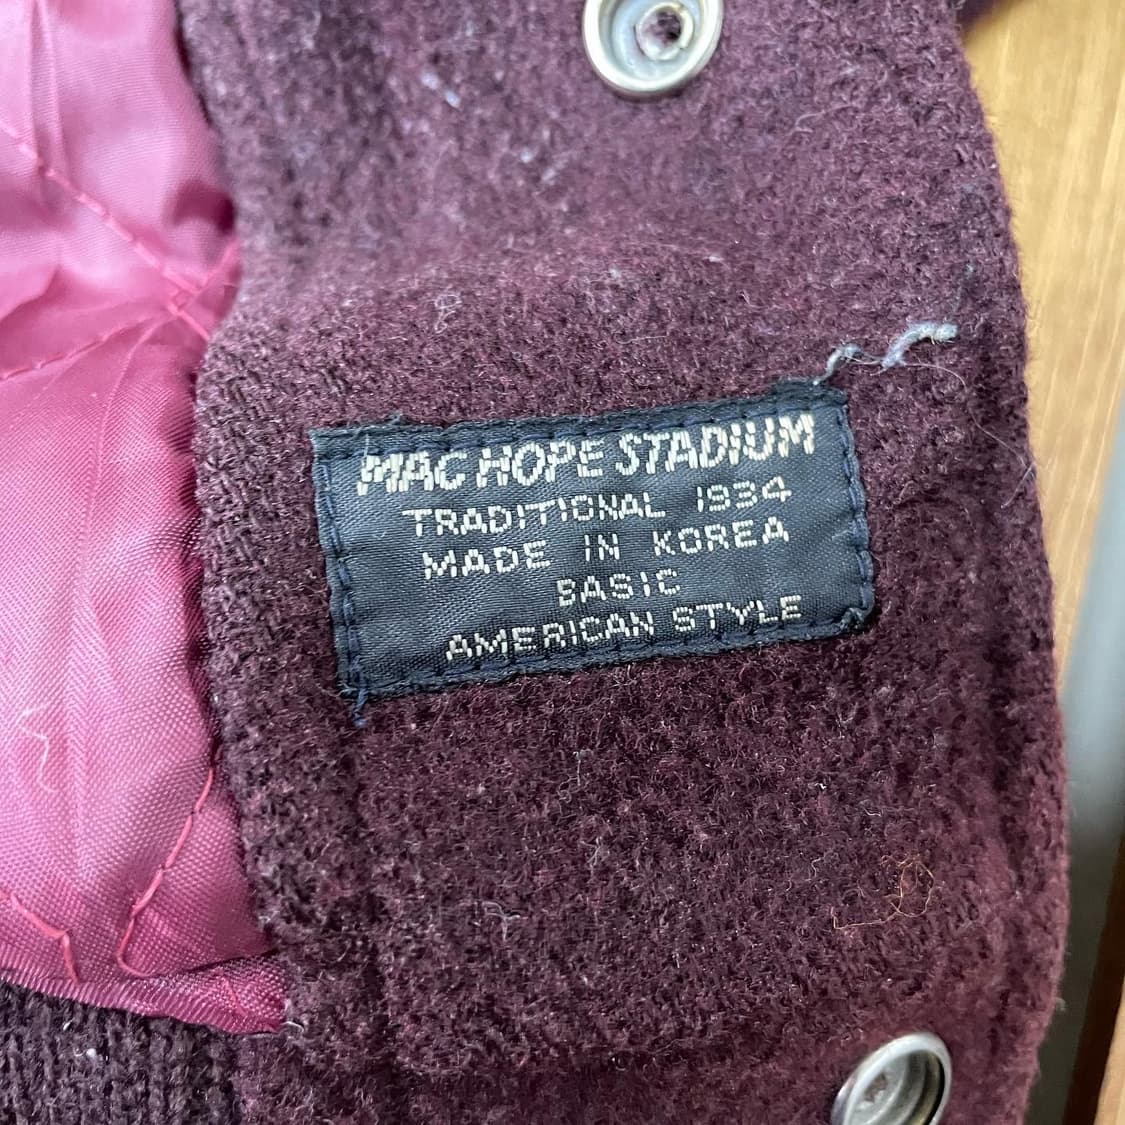 MAC HOPE STADIUM
TRADITIONAL 1934
MADE IN KOREA
BASIC
AMERICAN STYLE